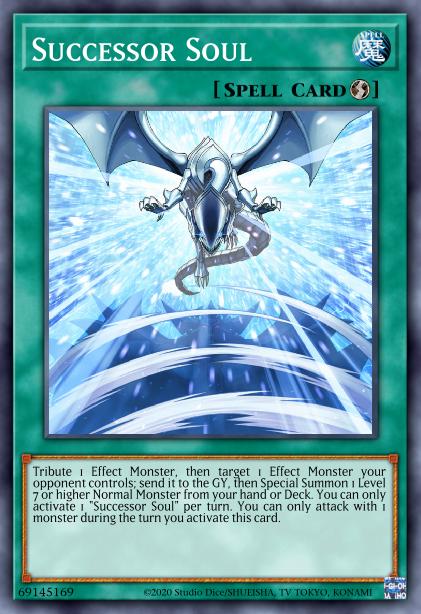 SUCCESSOR SOUL
SPELL
魔
[SPELL CARD]
Tribute 1 Effect Monster, then target 1 Effect Monster your
opponent controls; send it to the GY, then Special Summon 1 Level
7 or higher Normal Monster from your hand or Deck. You can only
activate 1 "Successor Soul" per turn. You can only attack with 1
monster during the turn you activate this card.
69145169
©2020 Studio Dice/SHUEISHA, TV TOKYO, KONAMI